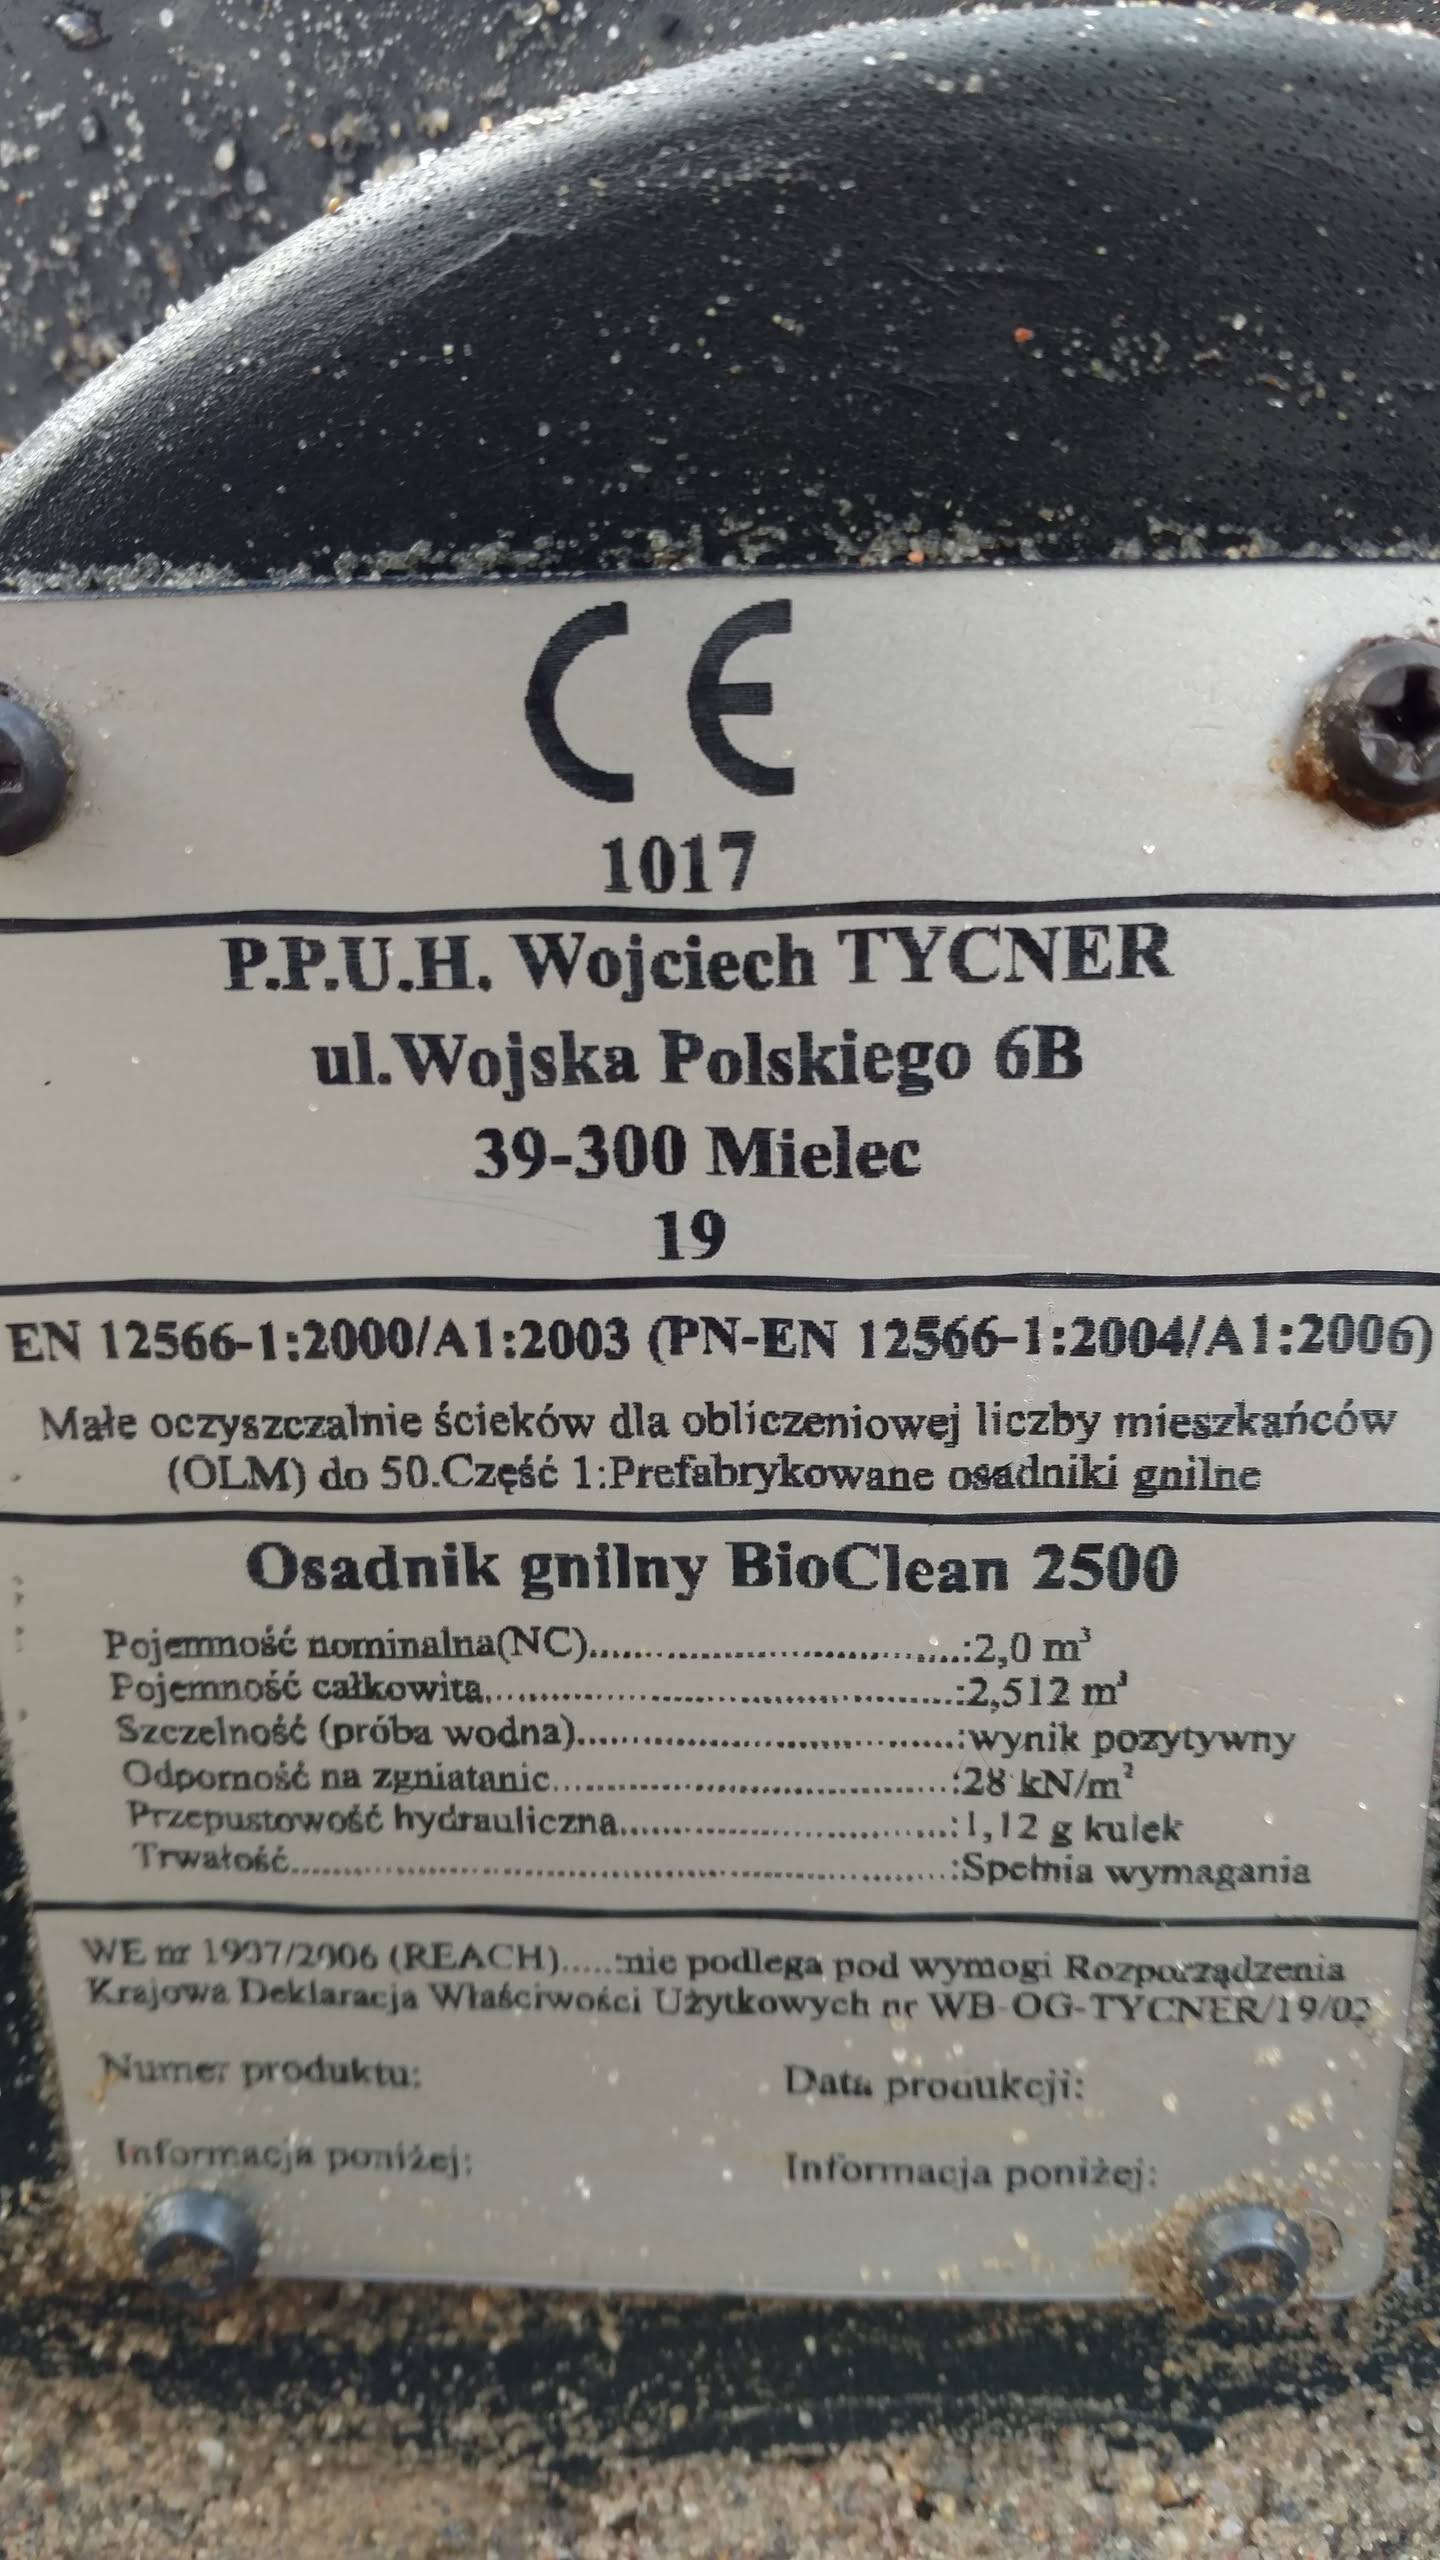 CE
1017
P.P.U.H. Wojciech TYCNER
ul.Wojska Polskiego 6B
39-300 Mielec
19
EN 12566-1:2000/A1:2003 (PN-EN 12566-1:2004/A1:2006)
Małe oczyszczalnie ścieków dla obliczeniowej liczby mieszkańców
(OLM) do 50.Część 1:Prefabrykowane osadniki gnilne
Osadnik gnilny BioClean 2500
Pojemność nominalna(NC)..........................................:2,0 m³
Pojemność całkowita..................................................:2,512 m³
Szczelność (próba wodna)..........................................:wynik pozytywny
Odporność na zgniatanie............................................:28 kN/m²
Przepustowość hydrauliczna.....................................:1,12 g kulek
Trwałość......................................................................:Spełnia wymagania
WE nr 1907/2006 (REACH).....:nie podlega pod wymogi Rozporządzenia
Krajowa Deklaracja Właściwości Użytkowych nr WB-OG-TYCNER/19/02
Numer produktu: Data produkcji:
Informacja poniżej: Informacja poniżej: